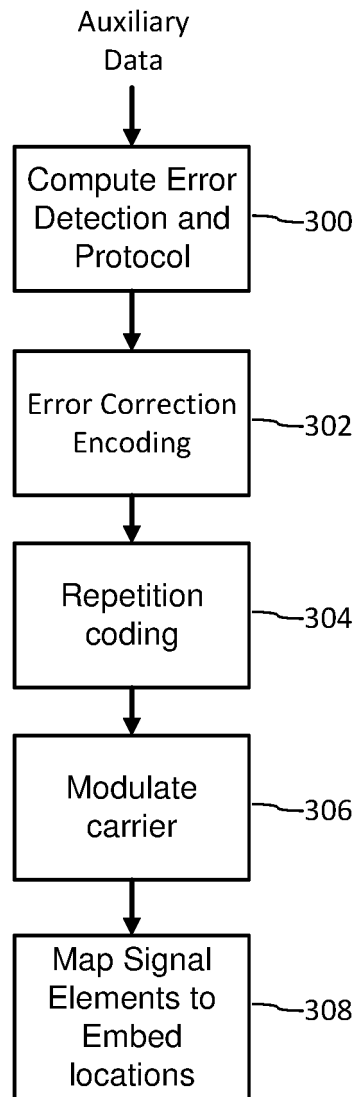 Auxiliary
Data
Compute Error
Detection and
Protocol
300
Error Correction
Encoding
302
Repetition
coding
304
Modulate
carrier
306
Map Signal
Elements to
Embed
locations
308